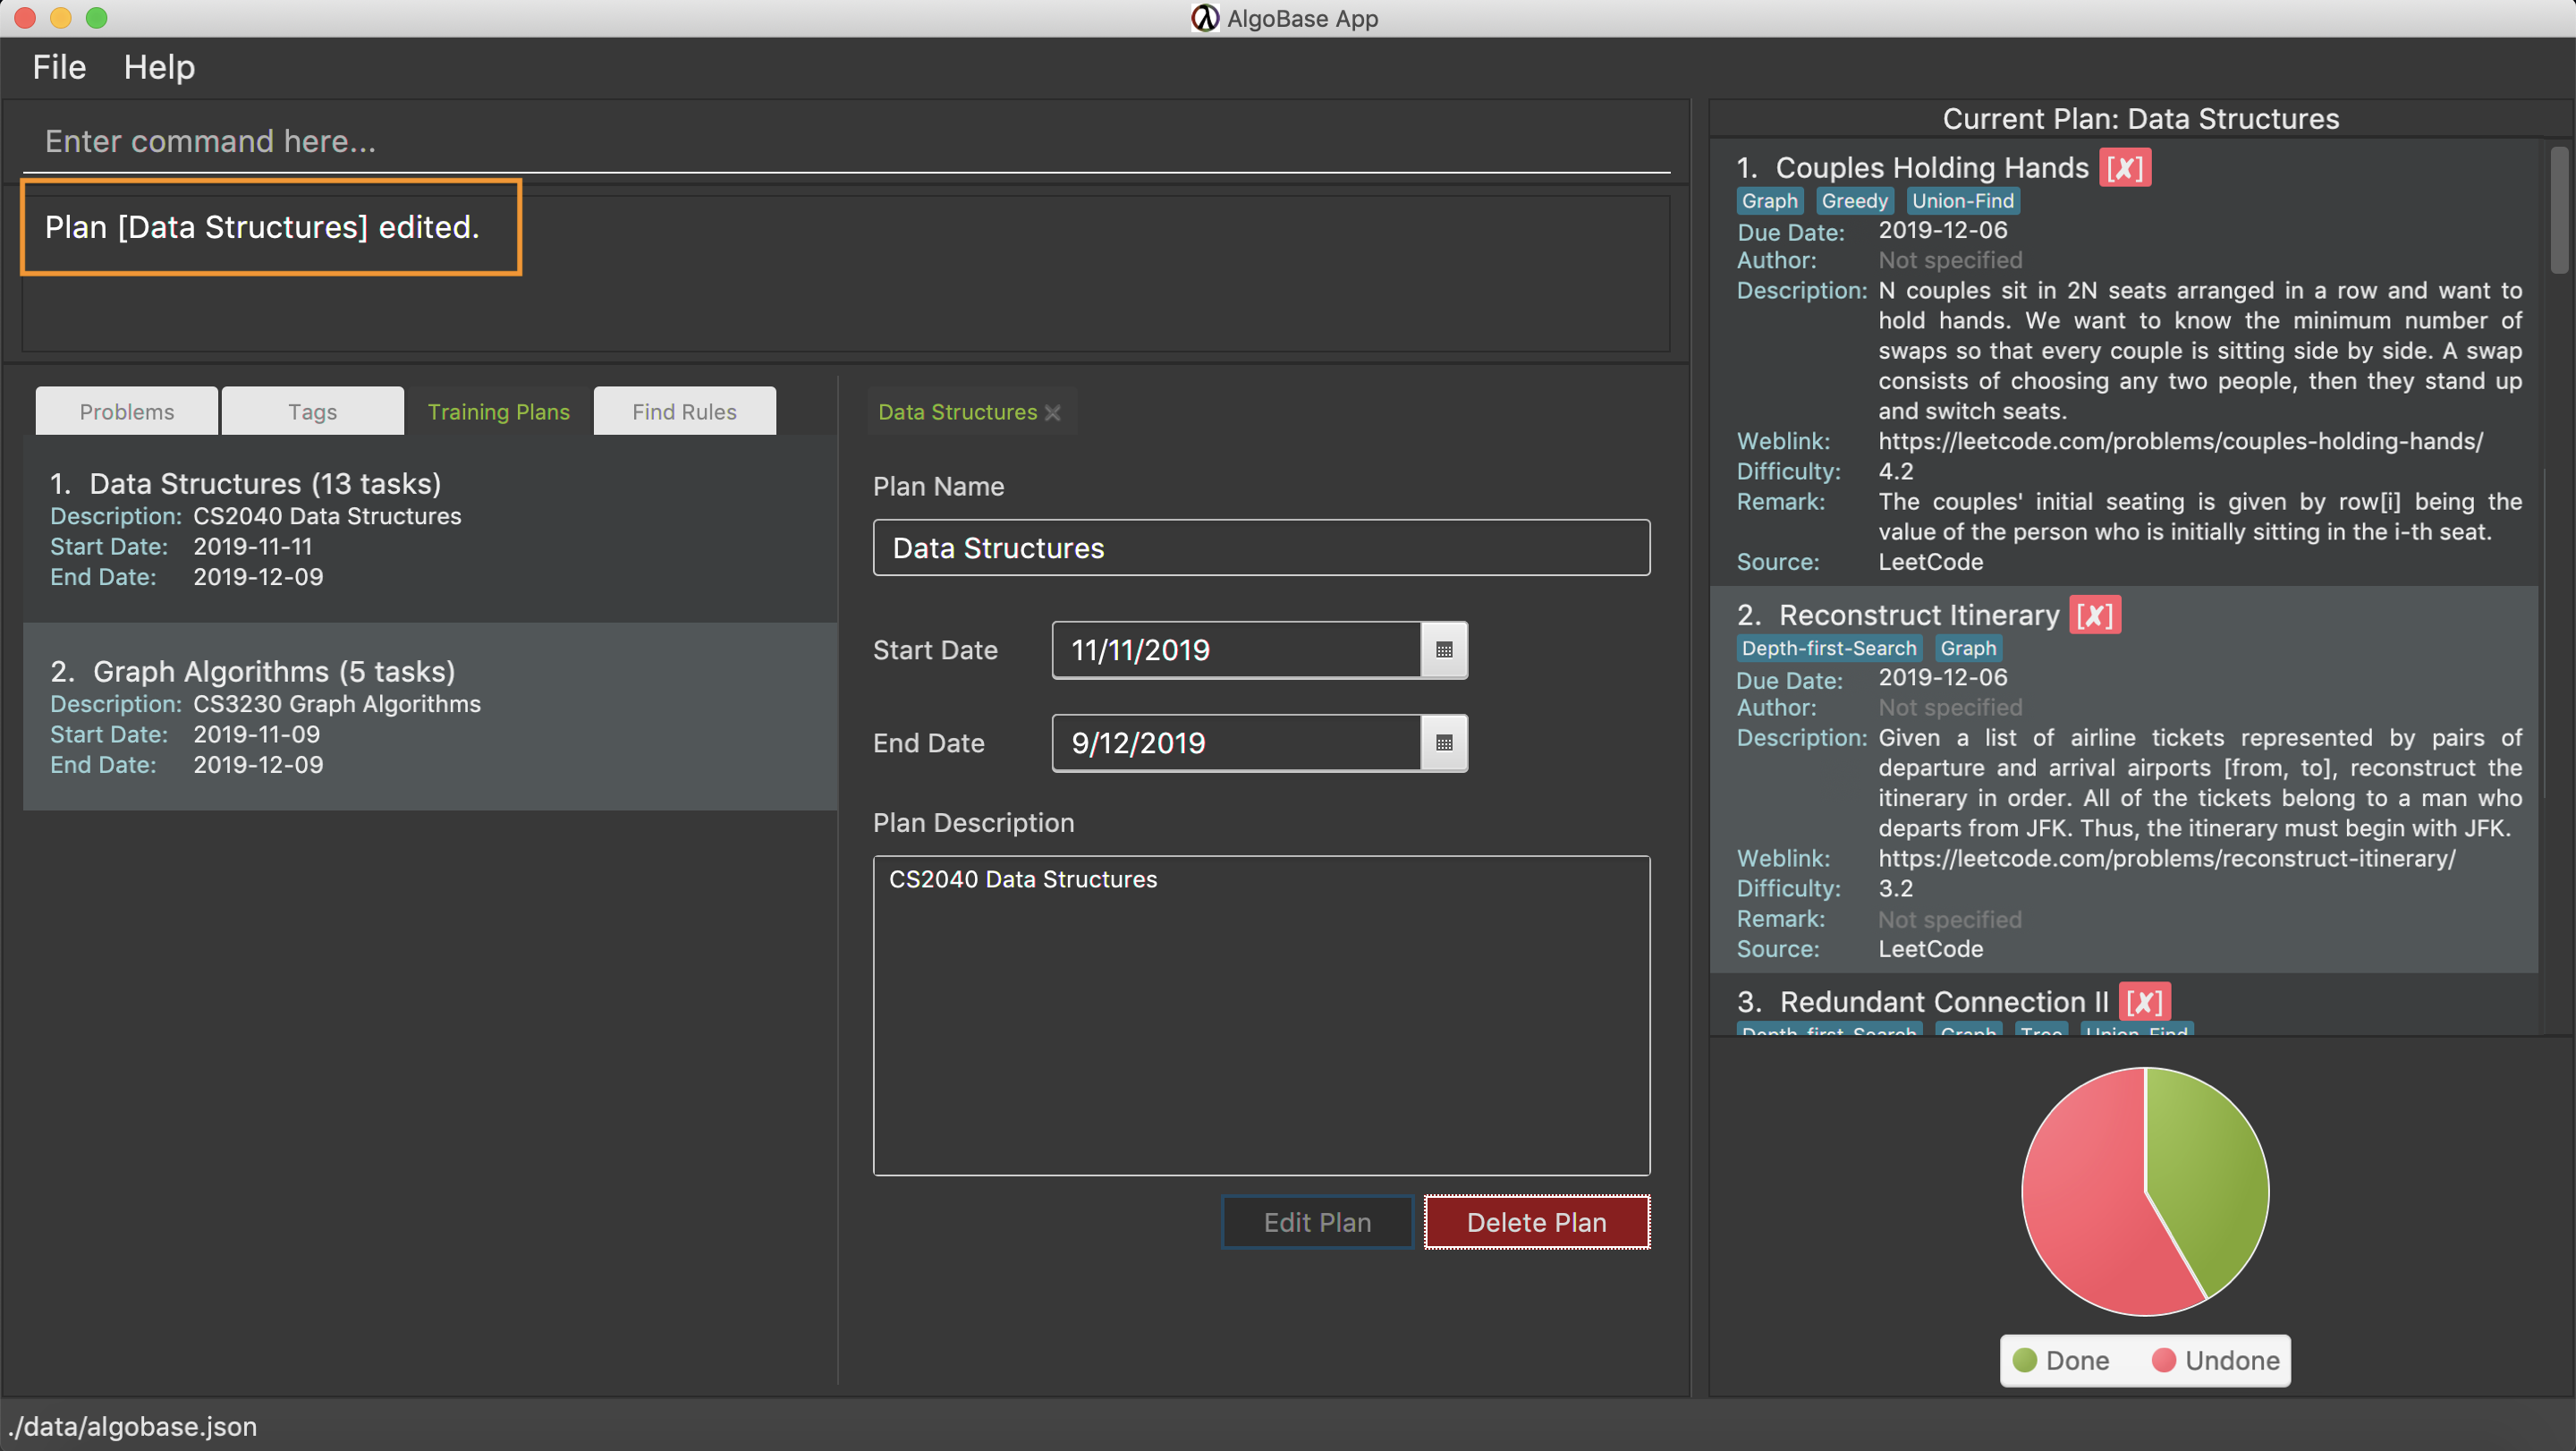 AlgoBase App
File Help
Enter command here...
Plan [Data Structures] edited.
Problems Tags Training Plans Find Rules
1. Data Structures (13 tasks)
Description: CS2040 Data Structures
Start Date: 2019-11-11
End Date: 2019-12-09
2. Graph Algorithms (5 tasks)
Description: CS3230 Graph Algorithms
Start Date: 2019-11-09
End Date: 2019-12-09
Data Structures
Plan Name
Data Structures
Start Date 11/11/2019
End Date 9/12/2019
Plan Description
CS2040 Data Structures
Edit Plan Delete Plan
Current Plan: Data Structures
1. Couples Holding Hands [✗]
Graph Greedy Union-Find
Due Date: 2019-12-06
Author: Not specified
Description: N couples sit in 2N seats arranged in a row and want to
hold hands. We want to know the minimum number of
swaps so that every couple is sitting side by side. A swap
consists of choosing any two people, then they stand up
and switch seats.
Weblink: https://leetcode.com/problems/couples-holding-hands/
Difficulty: 4.2
Remark: The couples' initial seating is given by row[i] being the
value of the person who is initially sitting in the i-th seat.
Source: LeetCode
2. Reconstruct Itinerary [✗]
Depth-first-Search Graph
Due Date: 2019-12-06
Author: Not specified
Description: Given a list of airline tickets represented by pairs of
departure and arrival airports [from, to], reconstruct the
itinerary in order. All of the tickets belong to a man who
departs from JFK. Thus, the itinerary must begin with JFK.
Weblink: https://leetcode.com/problems/reconstruct-itinerary/
Difficulty: 3.2
Remark: Not specified
Source: LeetCode
3. Redundant Connection II [✗]
Depth-first-Search Graph Tree Union-Find
Done Undone
./data/algobase.json